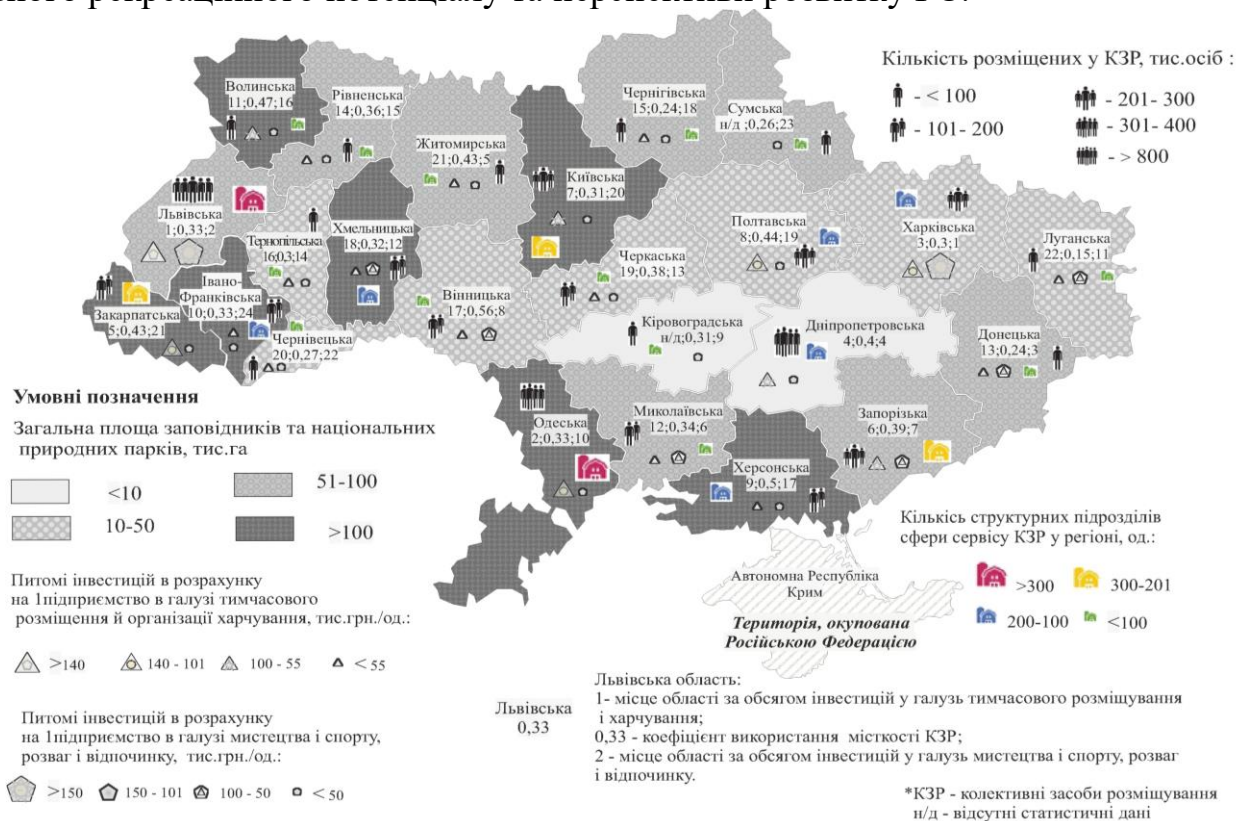 Кількість розміщених у КЗР, тис.осіб :
- < 100
- 101- 200
- 201- 300
- 301- 400
- > 800
Волинська
11;0,47;16
Рівненська
14;0,36;15
Житомирська
21;0,43;5
Київська
7;0,31;20
Чернігівська
15;0,24;18
Сумська
н/д ;0,26;23
Львівська
1;0,33;2
Тернопільська
16;0,3;14
Хмельницька
18;0,32;12
Вінницька
17;0,56;8
Черкаська
19;0,38;13
Полтавська
8;0,44;19
Харківська
3;0,3;1
Луганська
22;0,15;11
Закарпатська
5;0,43;21
Івано-
Франківська
10;0,33;24
Чернівецька
20;0,27;22
Кіровоградська
н/д;0,31;9
Дніпропетровська
4;0,4;4
Донецька
13;0,24;3
Одеська
2;0,33;10
Миколаївська
12;0,34;6
Херсонська
9;0,5;17
Запорізька
6;0,39;7
Автономна Республіка
Крим
Територія, окупована
Російською Федерацією
Умовні позначення
Загальна площа заповідників та національних
природних парків, тис.га
<10
51-100
10-50
>100
Питомі інвестицій в розрахунку
на 1підприємство в галузі тимчасового
розміщення й організації харчування, тис.грн./од.:
>140
140 - 101
100 - 55
< 55
Питомі інвестицій в розрахунку
на 1підприємство в галузі мистецтва і спорту,
розваг і відпочинку, тис.грн./од.:
>150
150 - 101
100 - 50
< 50
Кількісь структурних підрозділів
сфери сервісу КЗР у регіоні, од.:
>300
300-201
200-100
<100
Львівська
0,33
Львівська область:
1- місце області за обсягом інвестицій у галузь тимчасового розміщування
і харчування;
0,33 - коефіцієнт використання місткості КЗР;
2 - місце області за обсягом інвестицій у галузь мистецтва і спорту, розваг
і відпочинку.
*КЗР - колективні засоби розміщування
н/д - відсутні статистичні дані